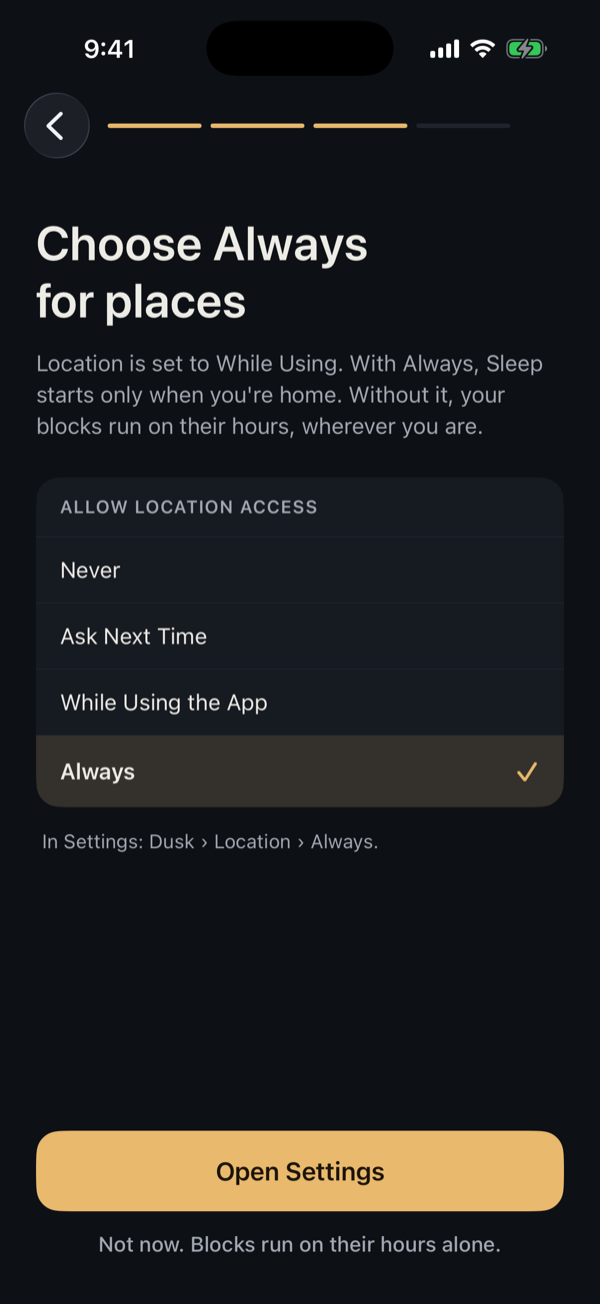 9:41
Choose Always
for places
Location is set to While Using. With Always, Sleep
starts only when you're home. Without it, your
blocks run on their hours, wherever you are.
ALLOW LOCATION ACCESS
Never
Ask Next Time
While Using the App
Always
In Settings: Dusk › Location › Always.
Open Settings
Not now. Blocks run on their hours alone.